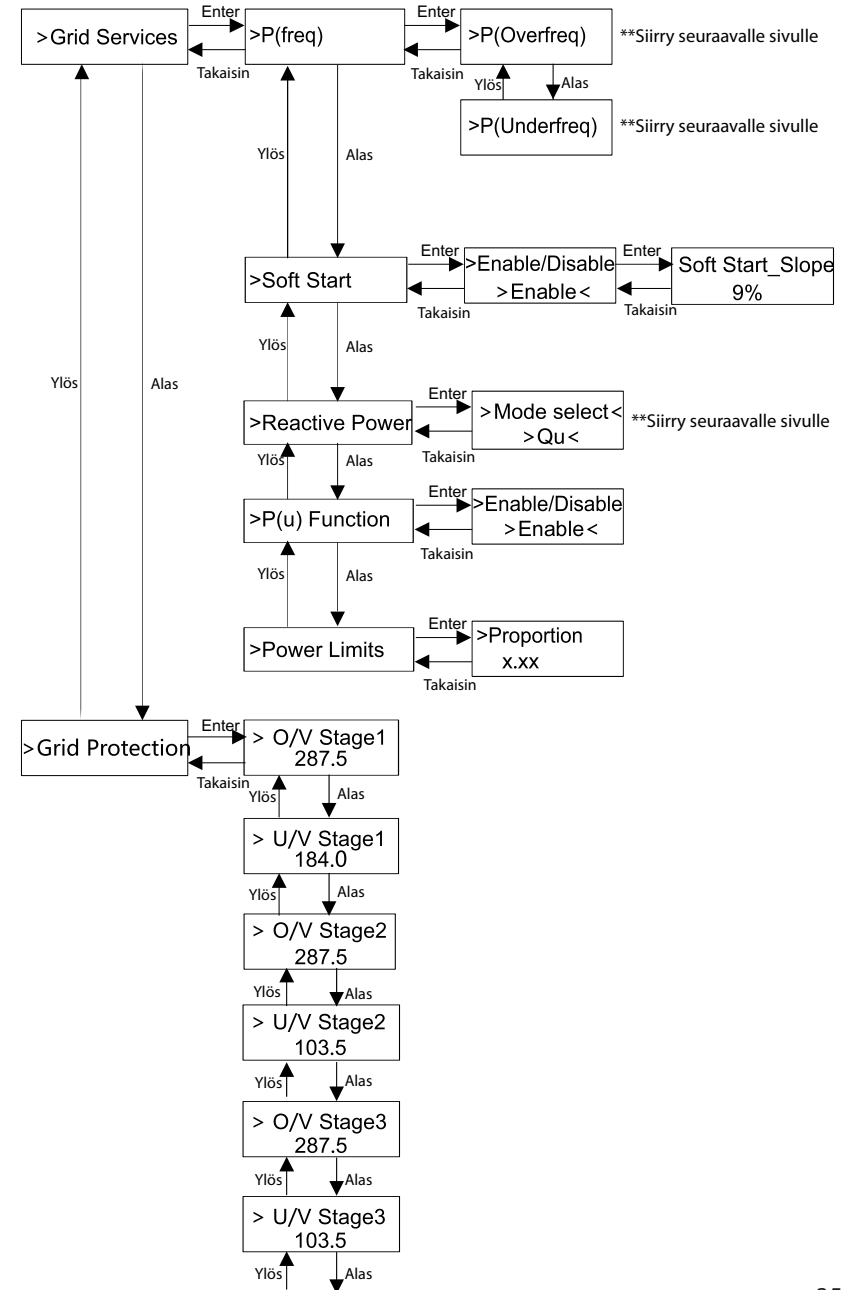 Enter
Enter
>Grid Services
>P(freq)
>P(Overfreq)
**Siirry seuraavalle sivulle
Takaisin
Takaisin
Ylös
Alas
>P(Underfreq)
**Siirry seuraavalle sivulle
Ylös
Alas
Enter
Enter
>Soft Start
>Enable/Disable
>Enable<
Soft Start_Slope
9%
Takaisin
Takaisin
Ylös
Alas
Ylös
Alas
Enter
>Reactive Power
>Mode select<
>Qu<
**Siirry seuraavalle sivulle
Takaisin
Ylös
Alas
Enter
>P(u) Function
>Enable/Disable
>Enable<
Takaisin
Ylös
Alas
Enter
>Power Limits
>Proportion
x.xx
Takaisin
Enter
>Grid Protection
> O/V Stage1
287.5
Takaisin
Ylös
Alas
> U/V Stage1
184.0
Ylös
Alas
> O/V Stage2
287.5
Ylös
Alas
> U/V Stage2
103.5
Ylös
Alas
> O/V Stage3
287.5
Ylös
Alas
> U/V Stage3
103.5
Ylös
Alas